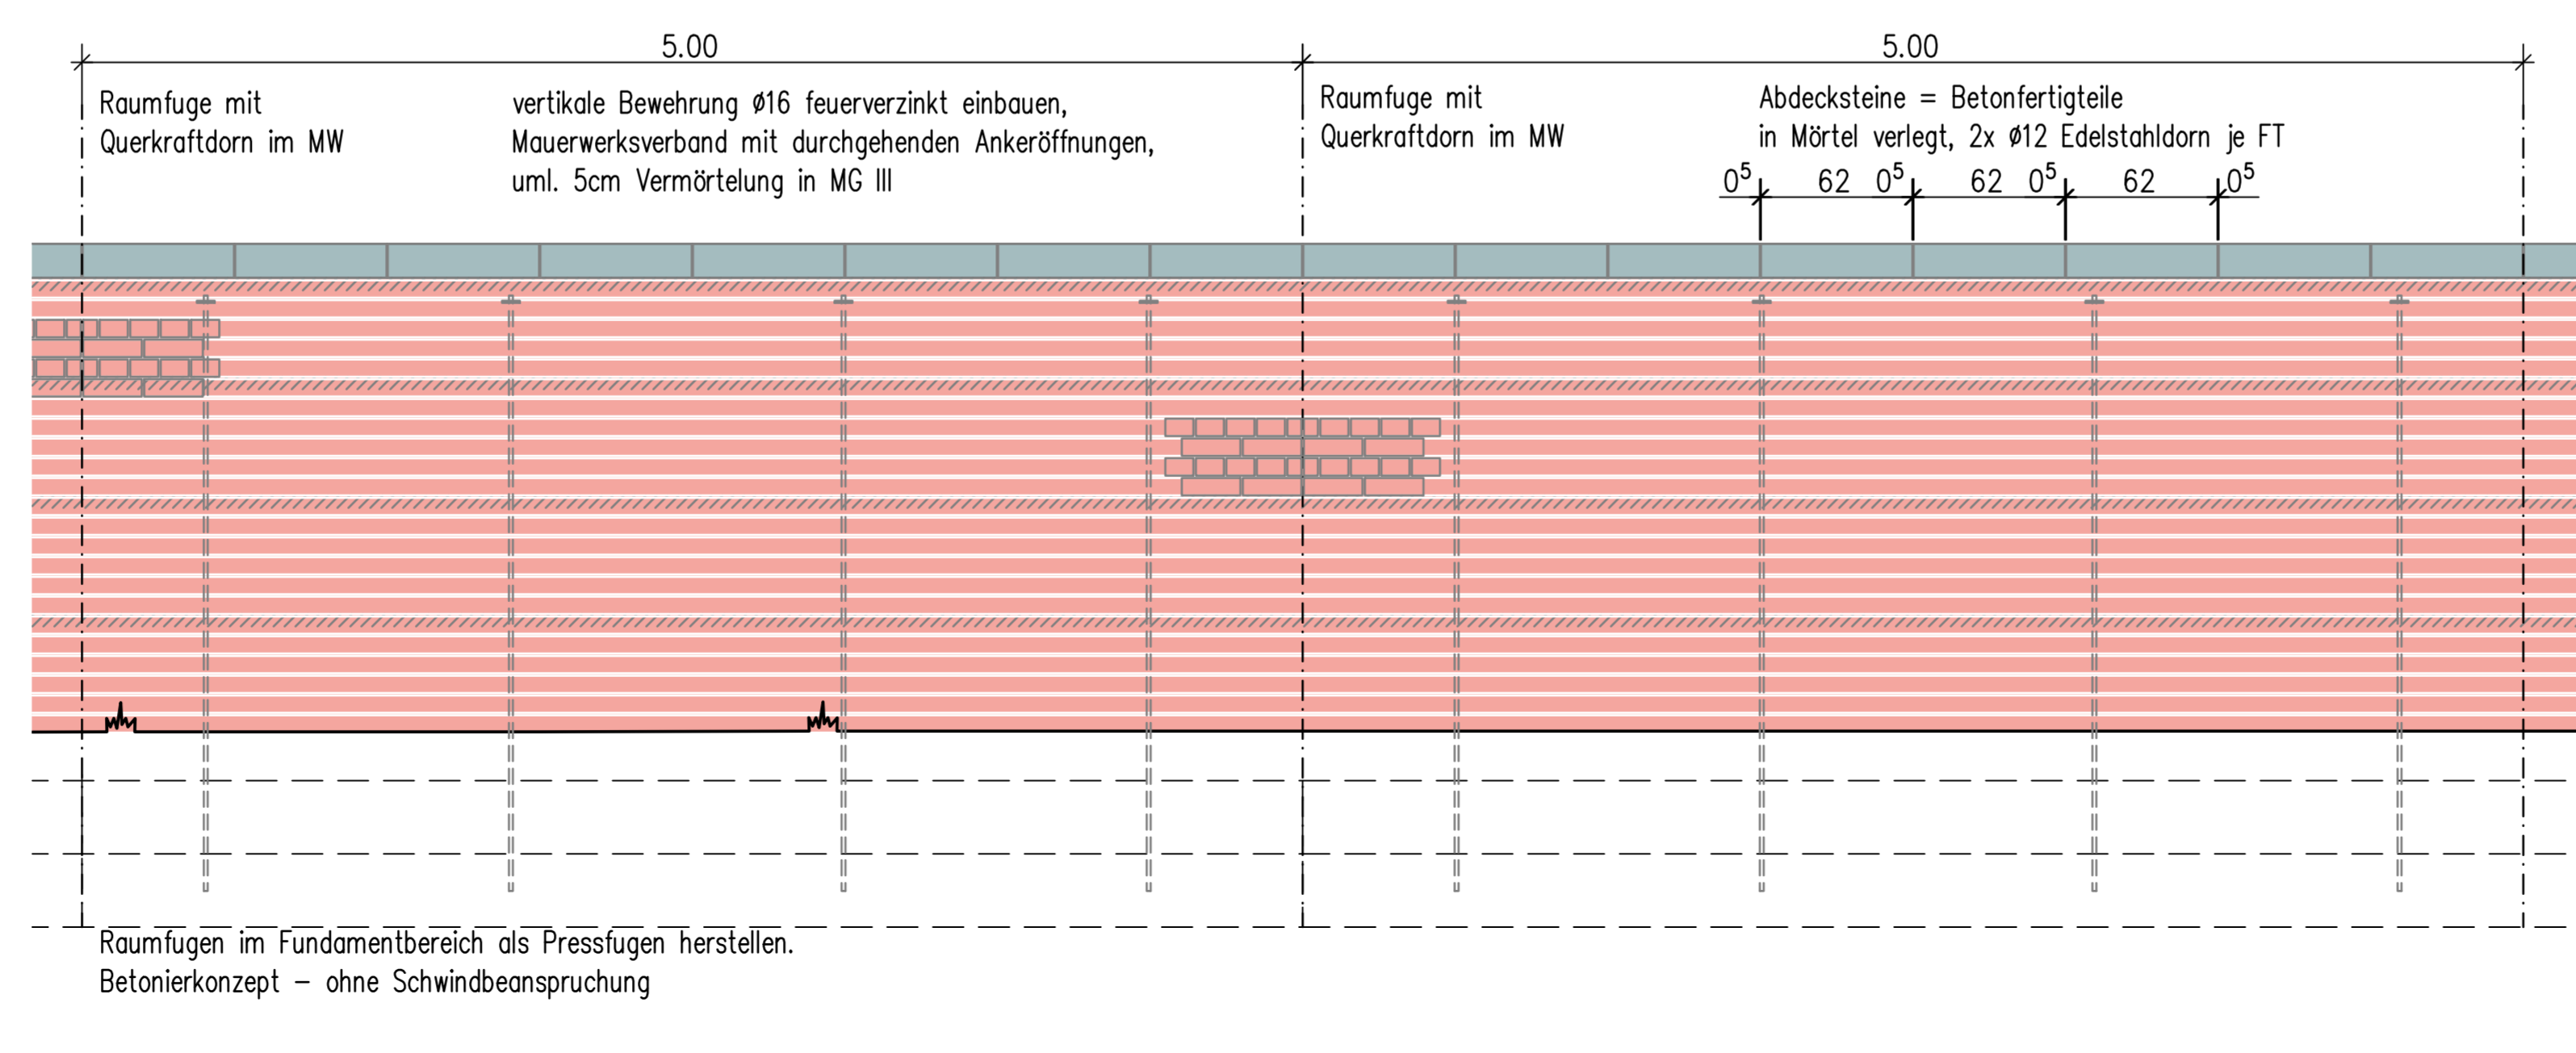 5.00
5.00
Raumfuge mit
Querkraftdorn im MW
vertikale Bewehrung ø16 feuerverzinkt einbauen,
Mauerwerksverband mit durchgehenden Ankeröffnungen,
uml. 5cm Vermörtelung in MG III
Raumfuge mit
Querkraftdorn im MW
Abdecksteine = Betonfertigteile
in Mörtel verlegt, 2x ø12 Edelstahldorn je FT
0⁵ 62 0⁵ 62 0⁵ 62 0⁵
Raumfugen im Fundamentbereich als Pressfugen herstellen.
Betonierkonzept – ohne Schwindbeanspruchung